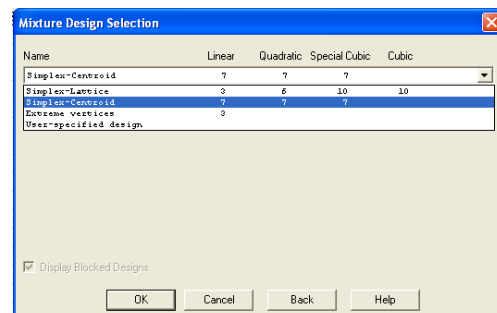 Mixture Design Selection
Name Linear Quadratic Special Cubic Cubic
Simplex-Centroid 7 7 7
Simplex-Lattice 3 6 10 10
Simplex-Centroid 7 7 7
Extreme vertices 3
User-specified design
Display Blocked Designs
OK Cancel Back Help